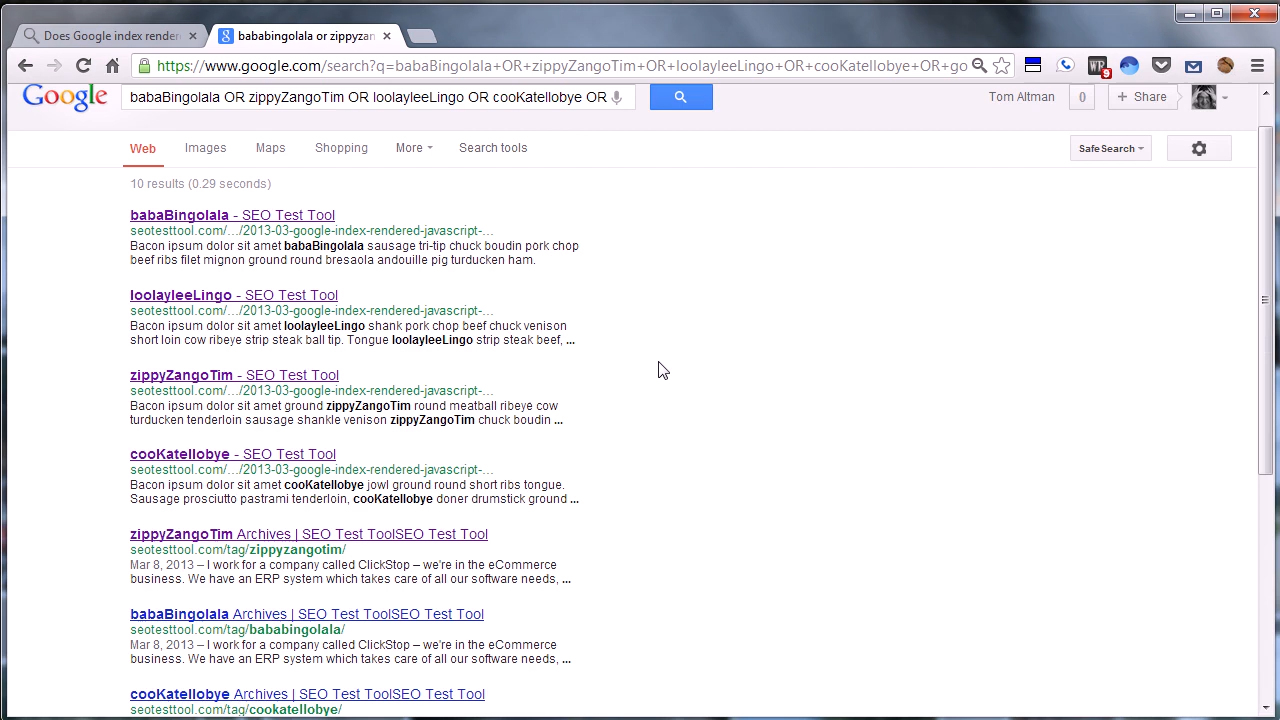 Does Google index renderi
bababingolala or zippyzan
https://www.google.com/search?q=babaBingolala+OR+zippyZangoTim+OR+loolayleeLingo+OR+cooKatellobye+OR+go
WP
9
Google
babaBingolala OR zippyZangoTim OR loolayleeLingo OR cooKatellobye OR
Tom Altman
0
+ Share
Web
Images
Maps
Shopping
More
Search tools
SafeSearch
10 results (0.29 seconds)
babaBingolala - SEO Test Tool
seotesttool.com/.../2013-03-google-index-rendered-javascript-...
Bacon ipsum dolor sit amet babaBingolala sausage tri-tip chuck boudin pork chop
beef ribs filet mignon ground round bresaola andouille pig turducken ham.
loolayleeLingo - SEO Test Tool
seotesttool.com/.../2013-03-google-index-rendered-javascript-...
Bacon ipsum dolor sit amet loolayleeLingo shank pork chop beef chuck venison
short loin cow ribeye strip steak ball tip. Tongue loolayleeLingo strip steak beef, ...
zippyZangoTim - SEO Test Tool
seotesttool.com/.../2013-03-google-index-rendered-javascript-...
Bacon ipsum dolor sit amet ground zippyZangoTim round meatball ribeye cow
turducken tenderloin sausage shankle venison zippyZangoTim chuck boudin ...
cooKatellobye - SEO Test Tool
seotesttool.com/.../2013-03-google-index-rendered-javascript-...
Bacon ipsum dolor sit amet cooKatellobye jowl ground round short ribs tongue.
Sausage prosciutto pastrami tenderloin, cooKatellobye doner drumstick ground ...
zippyZangoTim Archives | SEO Test ToolSEO Test Tool
seotesttool.com/tag/zippyzangotim/
Mar 8, 2013 – I work for a company called ClickStop – we're in the eCommerce
business. We have an ERP system which takes care of all our software needs, ...
babaBingolala Archives | SEO Test ToolSEO Test Tool
seotesttool.com/tag/bababingolala/
Mar 8, 2013 – I work for a company called ClickStop – we're in the eCommerce
business. We have an ERP system which takes care of all our software needs, ...
cooKatellobye Archives | SEO Test ToolSEO Test Tool
seotesttool.com/tag/cookatellobye/